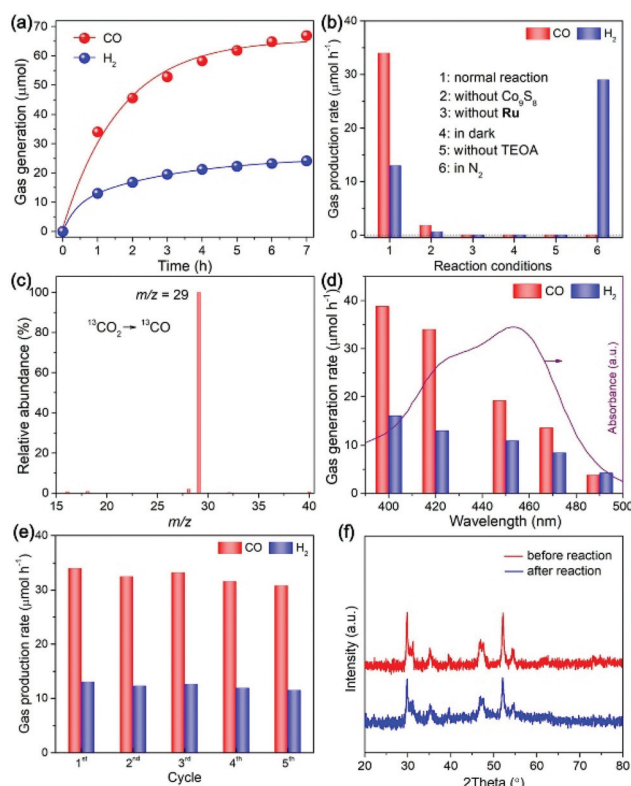 (a)
CO
H2
Gas generation (μmol)
70
60
50
40
30
20
10
0
0 1 2 3 4 5 6 7
Time (h)
(b)
CO H2
Gas production rate (μmol h-1)
40
30
20
10
0
1: normal reaction
2: without Co9S8
3: without Ru
4: in dark
5: without TEOA
6: in N2
1 2 3 4 5 6
Reaction conditions
(c)
m/z = 29
13CO2 → 13CO
Relative abundance (%)
100
80
60
40
20
0
15 20 25 30 35 40
m/z
(d)
CO H2
Gas generation rate (μmol h-1)
50
40
30
20
10
0
Absorbance (a.u.)
400 420 440 460 480 500
Wavelength (nm)
(e)
CO H2
Gas production rate (μmol h-1)
40
30
20
10
0
1st 2nd 3rd 4th 5th
Cycle
(f)
before reaction
after reaction
Intensity (a.u.)
20 30 40 50 60 70 80
2Theta (°)